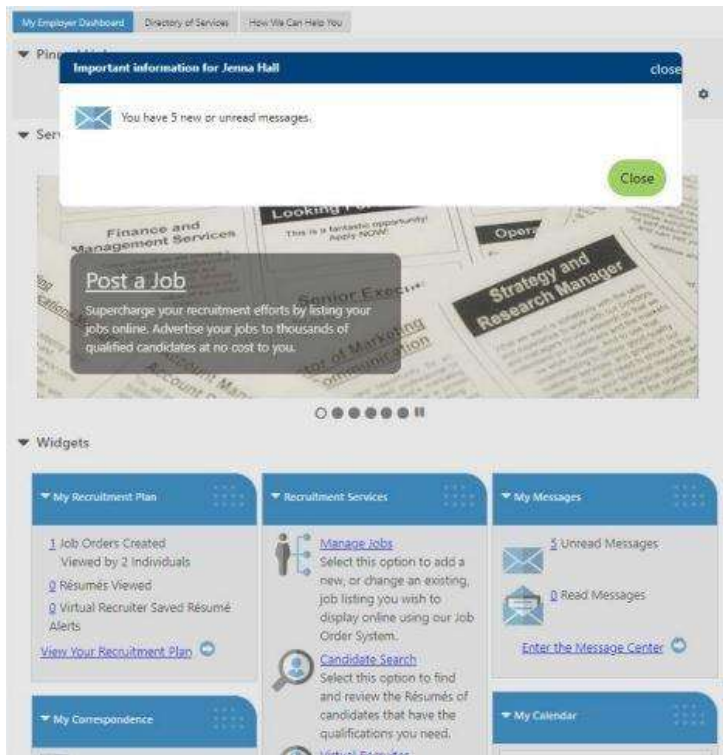 My Employer Dashboard Directory of Services How We Can Help You
Important information for Jenna Hall close
You have 5 new or unread messages.
Close
Finance and
Management Services
Looking
This is a fantastic opportunity!
Apply NOW!
Strategy and
Research Manager
Post a Job
Supercharge your recruitment efforts by listing your
jobs online. Advertise your jobs to thousands of
qualified candidates at no cost to you.
Widgets
My Recruitment Plan
1 Job Orders Created
Viewed by 2 Individuals
0 Résumés Viewed
0 Virtual Recruiter Saved Résumé
Alerts
View Your Recruitment Plan
My Correspondence
Recruitment Services
Manage Jobs
Select this option to add a
new, or change an existing,
job listing you wish to
display online using our Job
Order System.
Candidate Search
Select this option to find
and review the Résumés of
candidates that have the
qualifications you need.
Virtual Recruiter
My Messages
5 Unread Messages
0 Read Messages
Enter the Message Center
My Calendar